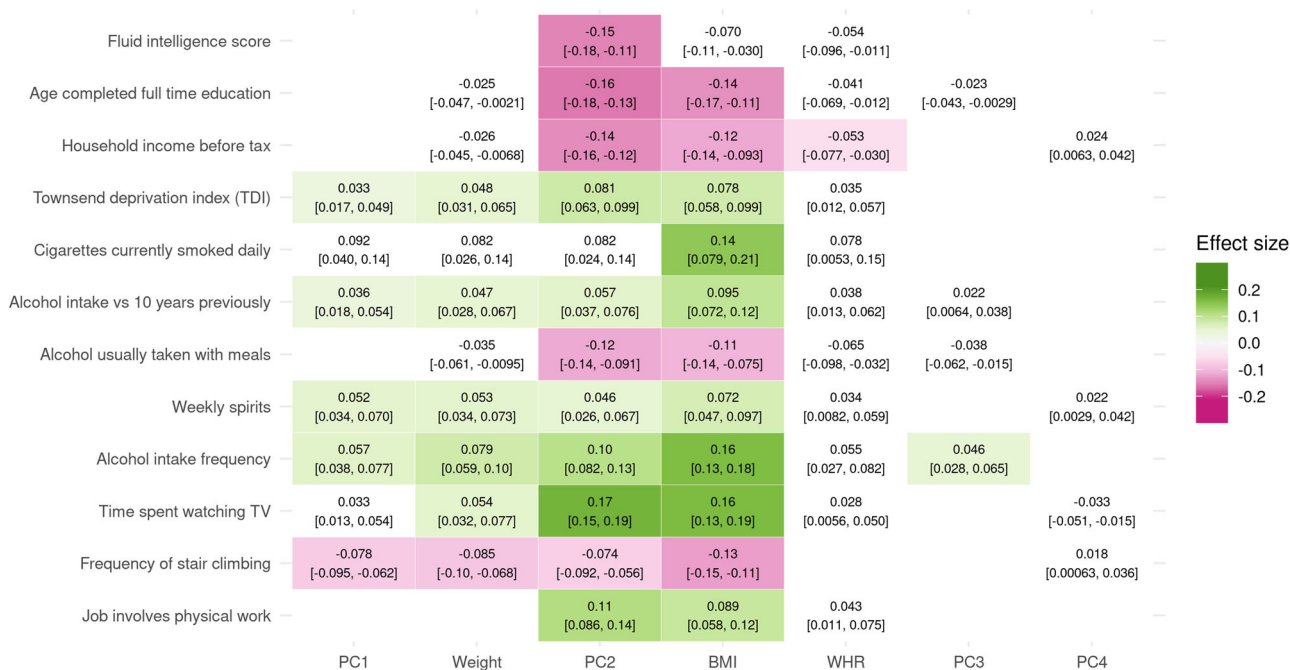 Fluid intelligence score
-0.15 -0.070 -0.054
[-0.18, -0.11] [-0.11, -0.030] [-0.096, -0.011]
Age completed full time education
-0.025 -0.16 -0.14 -0.041 -0.023
[-0.047, -0.0021] [-0.18, -0.13] [-0.17, -0.11] [-0.069, -0.012] [-0.043, -0.0029]
Household income before tax
-0.026 -0.14 -0.12 -0.053 0.024
[-0.045, -0.0068] [-0.16, -0.12] [-0.14, -0.093] [-0.077, -0.030] [0.0063, 0.042]
Townsend deprivation index (TDI)
0.033 0.048 0.081 0.078 0.035
[0.017, 0.049] [0.031, 0.065] [0.063, 0.099] [0.058, 0.099] [0.012, 0.057]
Cigarettes currently smoked daily
0.092 0.082 0.082 0.14 0.078
[0.040, 0.14] [0.026, 0.14] [0.024, 0.14] [0.079, 0.21] [0.0053, 0.15]
Alcohol intake vs 10 years previously
0.036 0.047 0.057 0.095 0.038 0.022
[0.018, 0.054] [0.028, 0.067] [0.037, 0.076] [0.072, 0.12] [0.013, 0.062] [0.0064, 0.038]
Alcohol usually taken with meals
-0.035 -0.12 -0.11 -0.065 -0.038
[-0.061, -0.0095] [-0.14, -0.091] [-0.14, -0.075] [-0.098, -0.032] [-0.062, -0.015]
Weekly spirits
0.052 0.053 0.046 0.072 0.034 0.022
[0.034, 0.070] [0.034, 0.073] [0.026, 0.067] [0.047, 0.097] [0.0082, 0.059] [0.0029, 0.042]
Alcohol intake frequency
0.057 0.079 0.10 0.16 0.055 0.046
[0.038, 0.077] [0.059, 0.10] [0.082, 0.13] [0.13, 0.18] [0.027, 0.082] [0.028, 0.065]
Time spent watching TV
0.033 0.054 0.17 0.16 0.028 -0.033
[0.013, 0.054] [0.032, 0.077] [0.15, 0.19] [0.13, 0.19] [0.0056, 0.050] [-0.051, -0.015]
Frequency of stair climbing
-0.078 -0.085 -0.074 -0.13 0.018
[-0.095, -0.062] [-0.10, -0.068] [-0.092, -0.056] [-0.15, -0.11] [0.00063, 0.036]
Job involves physical work
0.11 0.089 0.043
[0.086, 0.14] [0.058, 0.12] [0.011, 0.075]
PC1 Weight PC2 BMI WHR PC3 PC4
Effect size
0.2
0.1
0.0
-0.1
-0.2